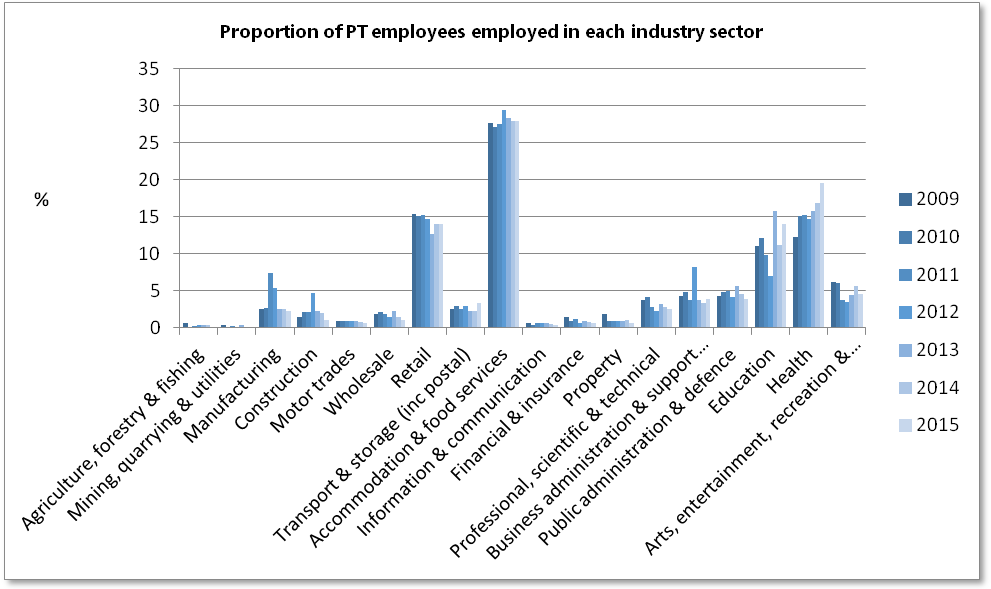 Proportion of PT employees employed in each industry sector
35
30
25
20
15
10
5
0
%
Agriculture, forestry & fishing
Mining, quarrying & utilities
Manufacturing
Construction
Motor trades
Wholesale
Retail
Transport & storage (inc postal)
Accommodation & food services
Information & communication
Financial & insurance
Property
Professional, scientific & technical
Business administration & support...
Public administration & defence
Education
Health
Arts, entertainment, recreation &...
2009
2010
2011
2012
2013
2014
2015